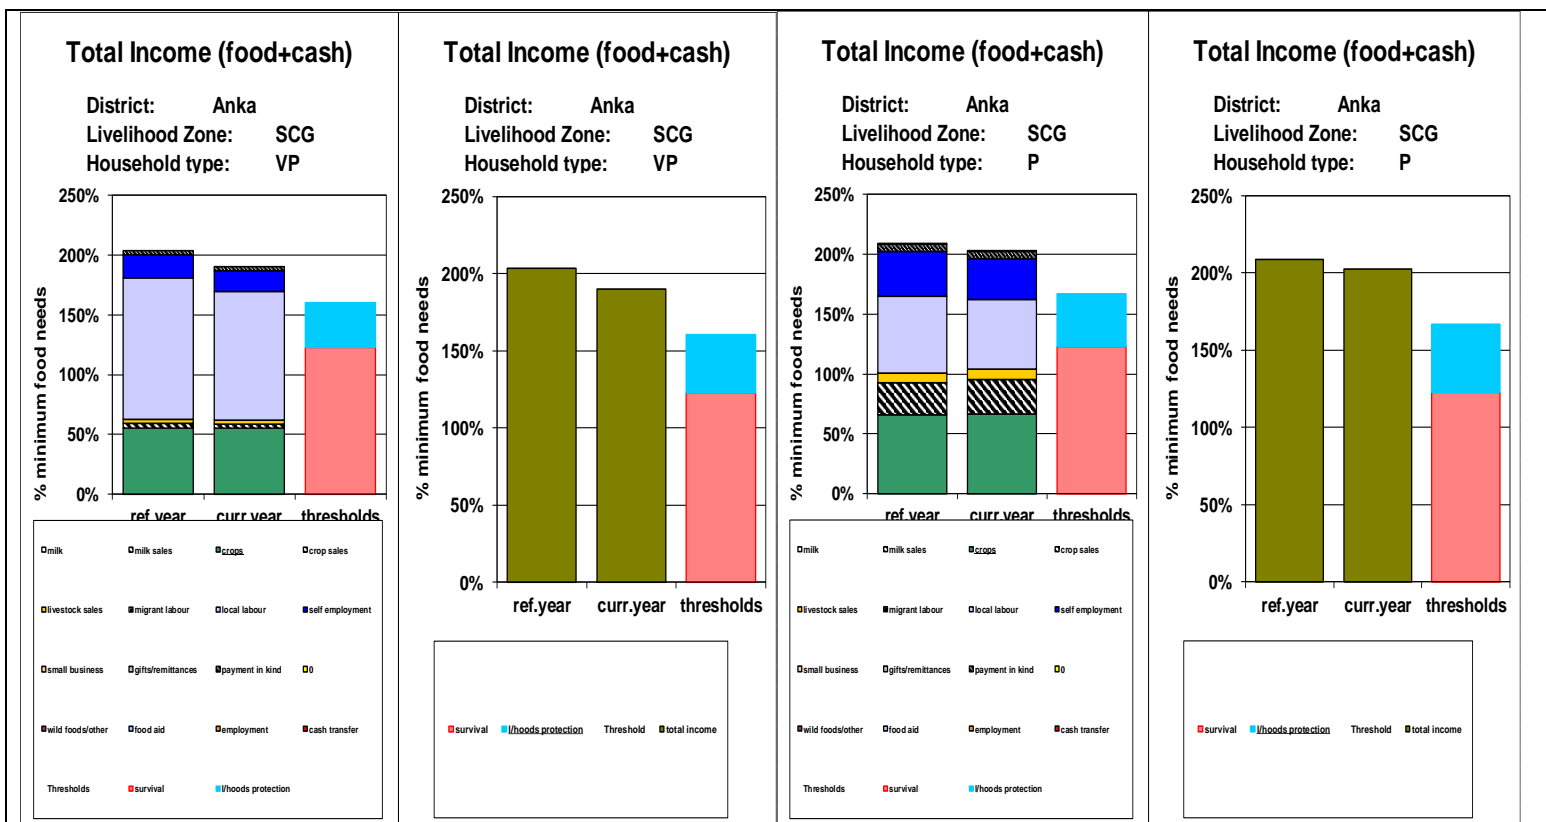 Total Income (food+cash)
District: Anka
Livelihood Zone: SCG
Household type: VP
250%
200%
150%
100%
50%
0%
% minimum food needs
ref.year curr.year thresholds
milk milk sales crops crop sales
livestock sales migrant labour local labour self employment
small business gifts/remittances payment in kind 0
wild foods/other food aid employment cash transfer
Thresholds survival l/hoods protection
Total Income (food+cash)
District: Anka
Livelihood Zone: SCG
Household type: VP
250%
200%
150%
100%
50%
0%
% minimum food needs
ref.year curr.year thresholds
survival l/hoods protection Threshold total income
Total Income (food+cash)
District: Anka
Livelihood Zone: SCG
Household type: P
250%
200%
150%
100%
50%
0%
% minimum food needs
ref.year curr.year thresholds
milk milk sales crops crop sales
livestock sales migrant labour local labour self employment
small business gifts/remittances payment in kind 0
wild foods/other food aid employment cash transfer
Thresholds survival l/hoods protection
Total Income (food+cash)
District: Anka
Livelihood Zone: SCG
Household type: P
250%
200%
150%
100%
50%
0%
% minimum food needs
ref.year curr.year thresholds
survival l/hoods protection Threshold total income